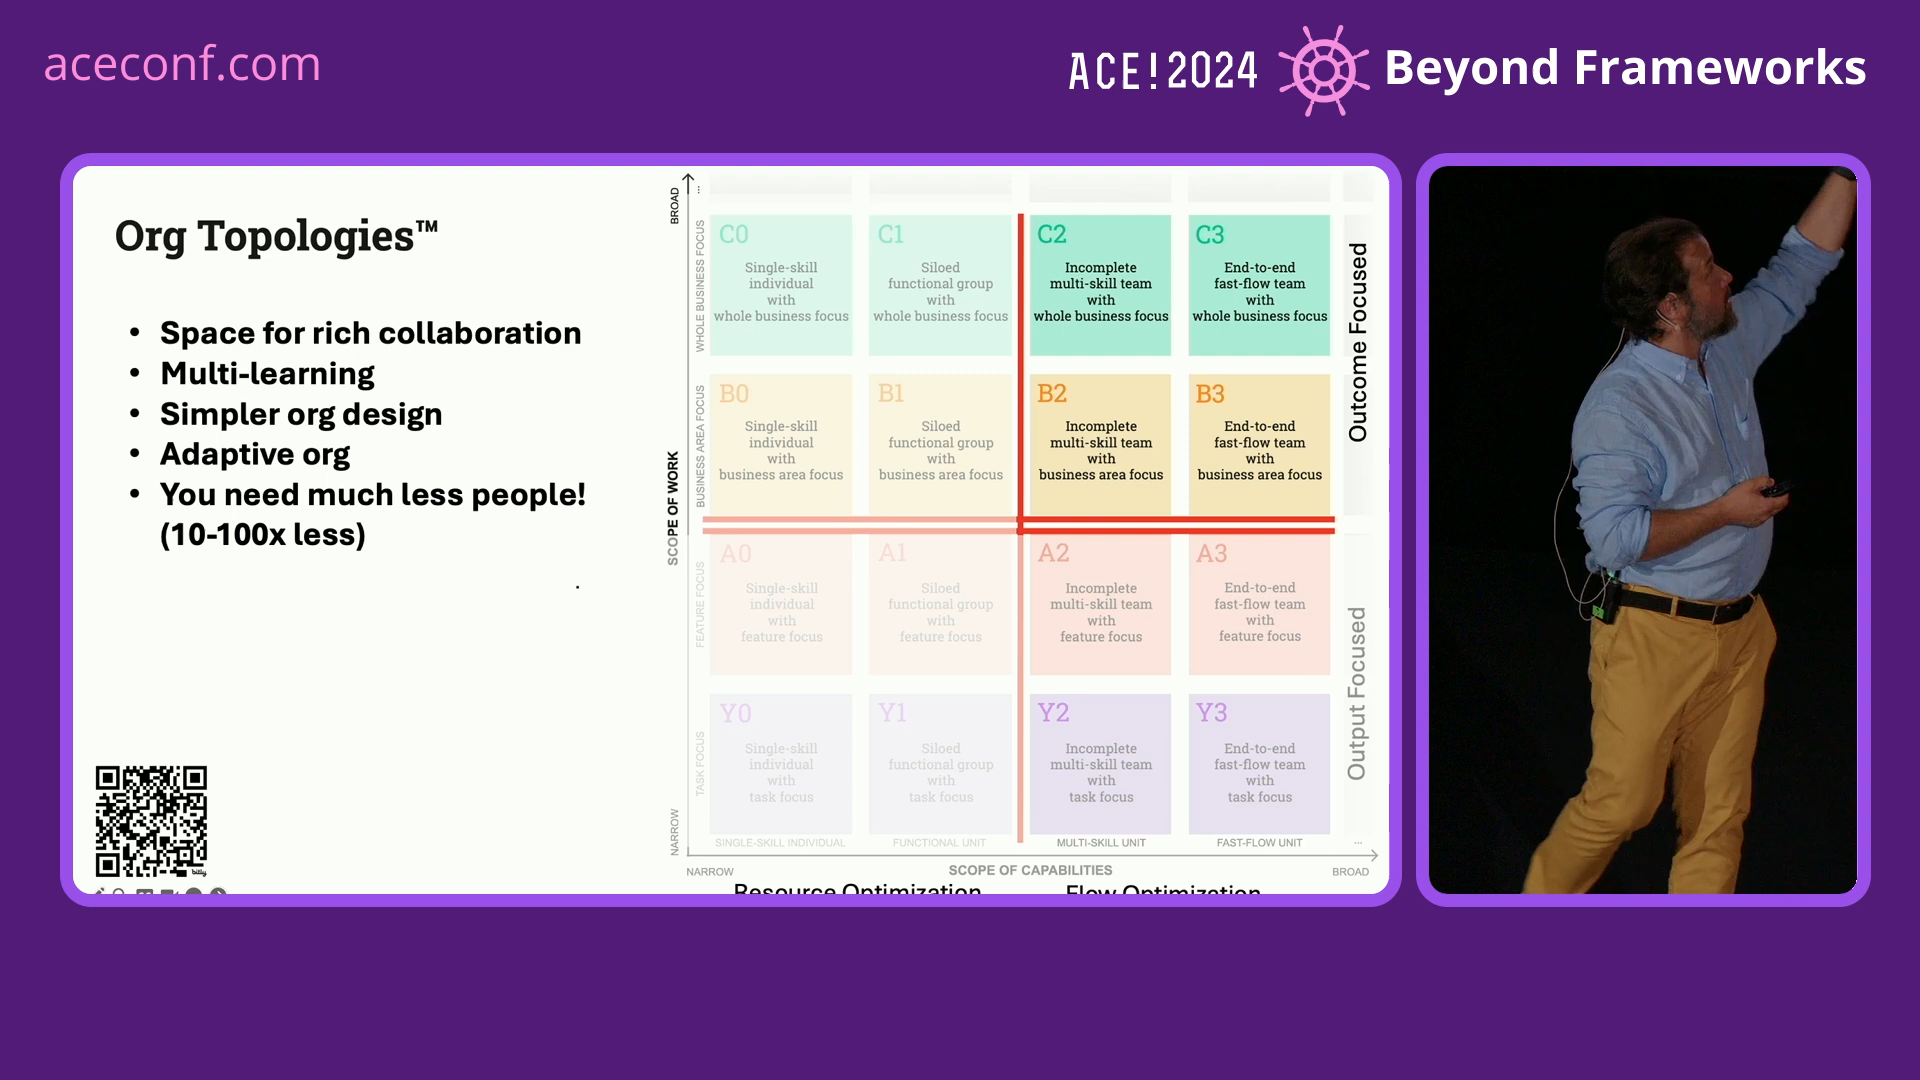 aceconf.com
ACE!2024 Beyond Frameworks
Org Topologies™
• Space for rich collaboration
• Multi-learning
• Simpler org design
• Adaptive org
• You need much less people!
(10-100x less)
bitly
BROAD
...
SCOPE OF WORK
NARROW
WHOLE BUSINESS FOCUS
C0
Single-skill
individual
with
whole business focus
C1
Siloed
functional group
with
whole business focus
C2
Incomplete
multi-skill team
with
whole business focus
C3
End-to-end
fast-flow team
with
whole business focus
BUSINESS AREA FOCUS
B0
Single-skill
individual
with
business area focus
B1
Siloed
functional group
with
business area focus
B2
Incomplete
multi-skill team
with
business area focus
B3
End-to-end
fast-flow team
with
business area focus
Outcome Focused
FEATURE FOCUS
A0
Single-skill
individual
with
feature focus
A1
Siloed
functional group
with
feature focus
A2
Incomplete
multi-skill team
with
feature focus
A3
End-to-end
fast-flow team
with
feature focus
TASK FOCUS
Y0
Single-skill
individual
with
task focus
Y1
Siloed
functional group
with
task focus
Y2
Incomplete
multi-skill team
with
task focus
Y3
End-to-end
fast-flow team
with
task focus
Output Focused
SINGLE-SKILL INDIVIDUAL
FUNCTIONAL UNIT
MULTI-SKILL UNIT
FAST-FLOW UNIT
...
NARROW
SCOPE OF CAPABILITIES
BROAD
Resource Optimization
Flow Optimization